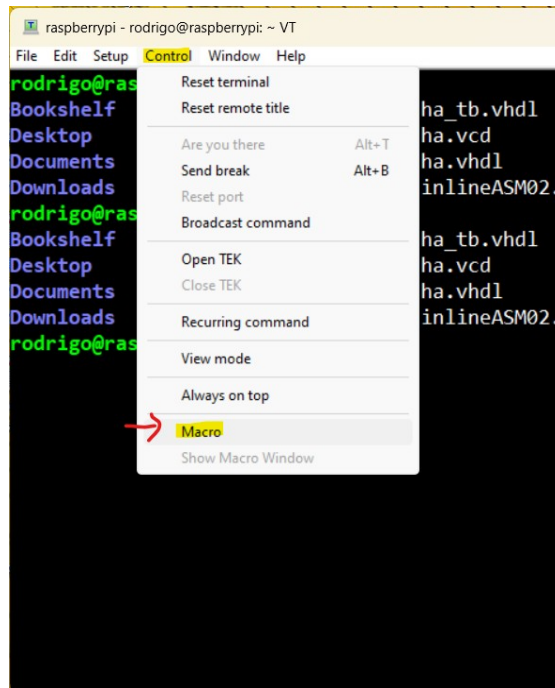 raspberrypi - rodrigo@raspberrypi: ~ VT
File Edit Setup Control Window Help
rodrigo@ras
Bookshelf ha_tb.vhdl
Desktop ha.vcd
Documents ha.vhdl
Downloads inlineASM02.
rodrigo@ras
Bookshelf ha_tb.vhdl
Desktop ha.vcd
Documents ha.vhdl
Downloads inlineASM02.
rodrigo@ras
Reset terminal
Reset remote title
Are you there Alt+T
Send break Alt+B
Reset port
Broadcast command
Open TEK
Close TEK
Recurring command
View mode
Always on top
Macro
Show Macro Window